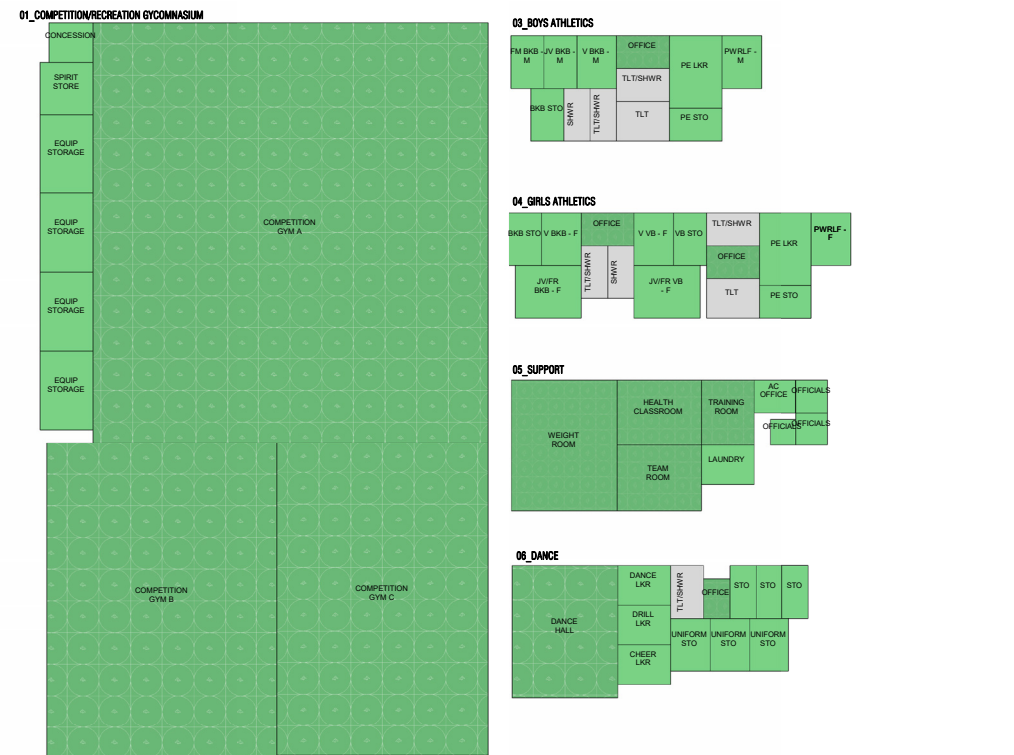 01_COMPETITION/RECREATION GYCOMNASIUM
CONCESSION
SPIRIT
STORE
EQUIP
STORAGE
EQUIP
STORAGE
EQUIP
STORAGE
EQUIP
STORAGE
COMPETITION
GYM A
COMPETITION
GYM B
COMPETITION
GYM C
03_BOYS ATHLETICS
FM BKB -
M
JV BKB -
M
V BKB -
M
OFFICE
TLT/SHWR
TLT
PE LKR
PWRLF -
M
BKB STO
SHWR
TLT/SHWR
PE STO
04_GIRLS ATHLETICS
BKB STO
V BKB - F
OFFICE
V VB - F
VB STO
TLT/SHWR
OFFICE
TLT
PE LKR
PWRLF -
F
JV/FR
BKB - F
TLT/SHWR
SHWR
JV/FR VB
- F
PE STO
05_SUPPORT
WEIGHT
ROOM
HEALTH
CLASSROOM
TRAINING
ROOM
AC
OFFICE
OFFICIALS
OFFICIALS
OFFICIALS
TEAM
ROOM
LAUNDRY
06_DANCE
DANCE
HALL
DANCE
LKR
DRILL
LKR
CHEER
LKR
TLT/SHWR
OFFICE
STO
STO
STO
UNIFORM
STO
UNIFORM
STO
UNIFORM
STO